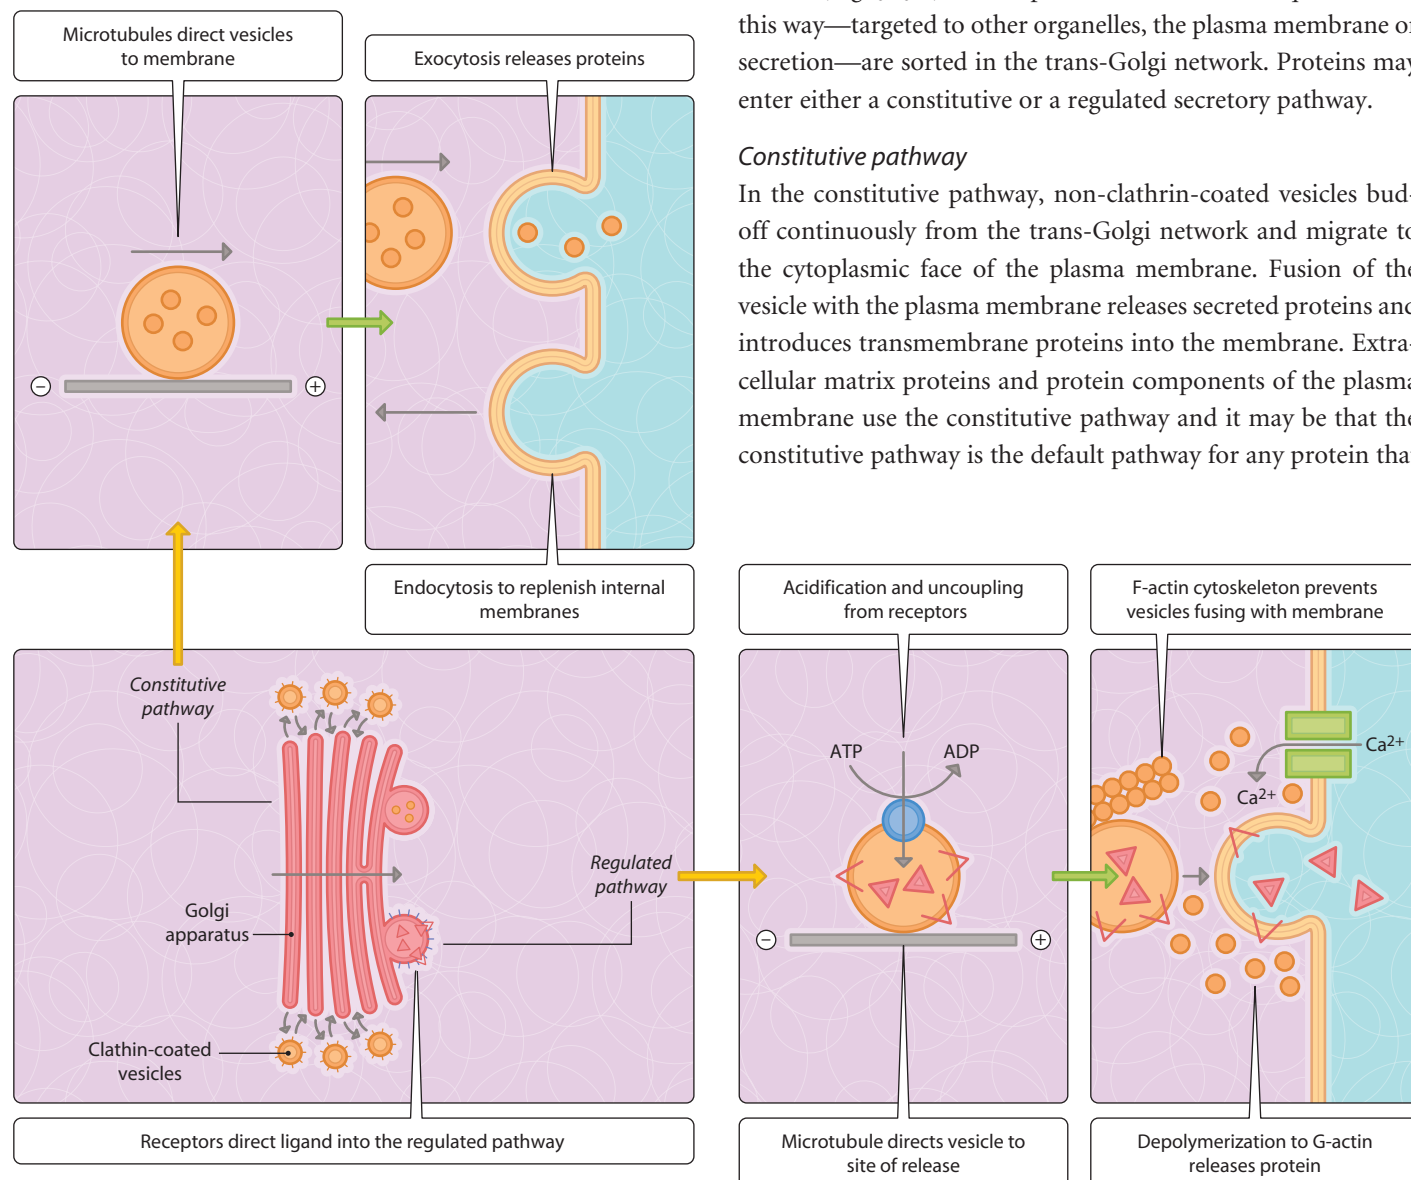 Microtubules direct vesicles
to membrane
Exocytosis releases proteins
this way—targeted to other organelles, the plasma membrane or
secretion—are sorted in the trans-Golgi network. Proteins may
enter either a constitutive or a regulated secretory pathway.
Constitutive pathway
In the constitutive pathway, non-clathrin-coated vesicles bud-
off continuously from the trans-Golgi network and migrate to
the cytoplasmic face of the plasma membrane. Fusion of the
vesicle with the plasma membrane releases secreted proteins and
introduces transmembrane proteins into the membrane. Extra-
cellular matrix proteins and protein components of the plasma
membrane use the constitutive pathway and it may be that the
constitutive pathway is the default pathway for any protein that
−
+
Endocytosis to replenish internal
membranes
Acidification and uncoupling
from receptors
F-actin cytoskeleton prevents
vesicles fusing with membrane
Constitutive
pathway
Regulated
pathway
Golgi
apparatus
Clathin-coated
vesicles
ATP
ADP
−
+
Ca2+
Ca2+
Receptors direct ligand into the regulated pathway
Microtubule directs vesicle to
site of release
Depolymerization to G-actin
releases protein